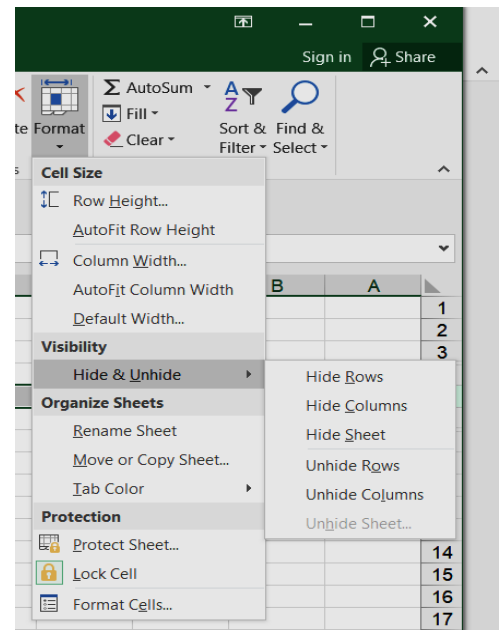 Sign in Share
AutoSum
Fill
Clear
te Format
Sort & Filter
Find & Select
s
Cell Size
Row Height...
AutoFit Row Height
Column Width...
AutoFit Column Width
Default Width...
Visibility
Hide & Unhide
Organize Sheets
Rename Sheet
Move or Copy Sheet...
Tab Color
Protection
Protect Sheet...
Lock Cell
Format Cells...
Hide Rows
Hide Columns
Hide Sheet
Unhide Rows
Unhide Columns
Unhide Sheet...
B A
1
2
3
14
15
16
17